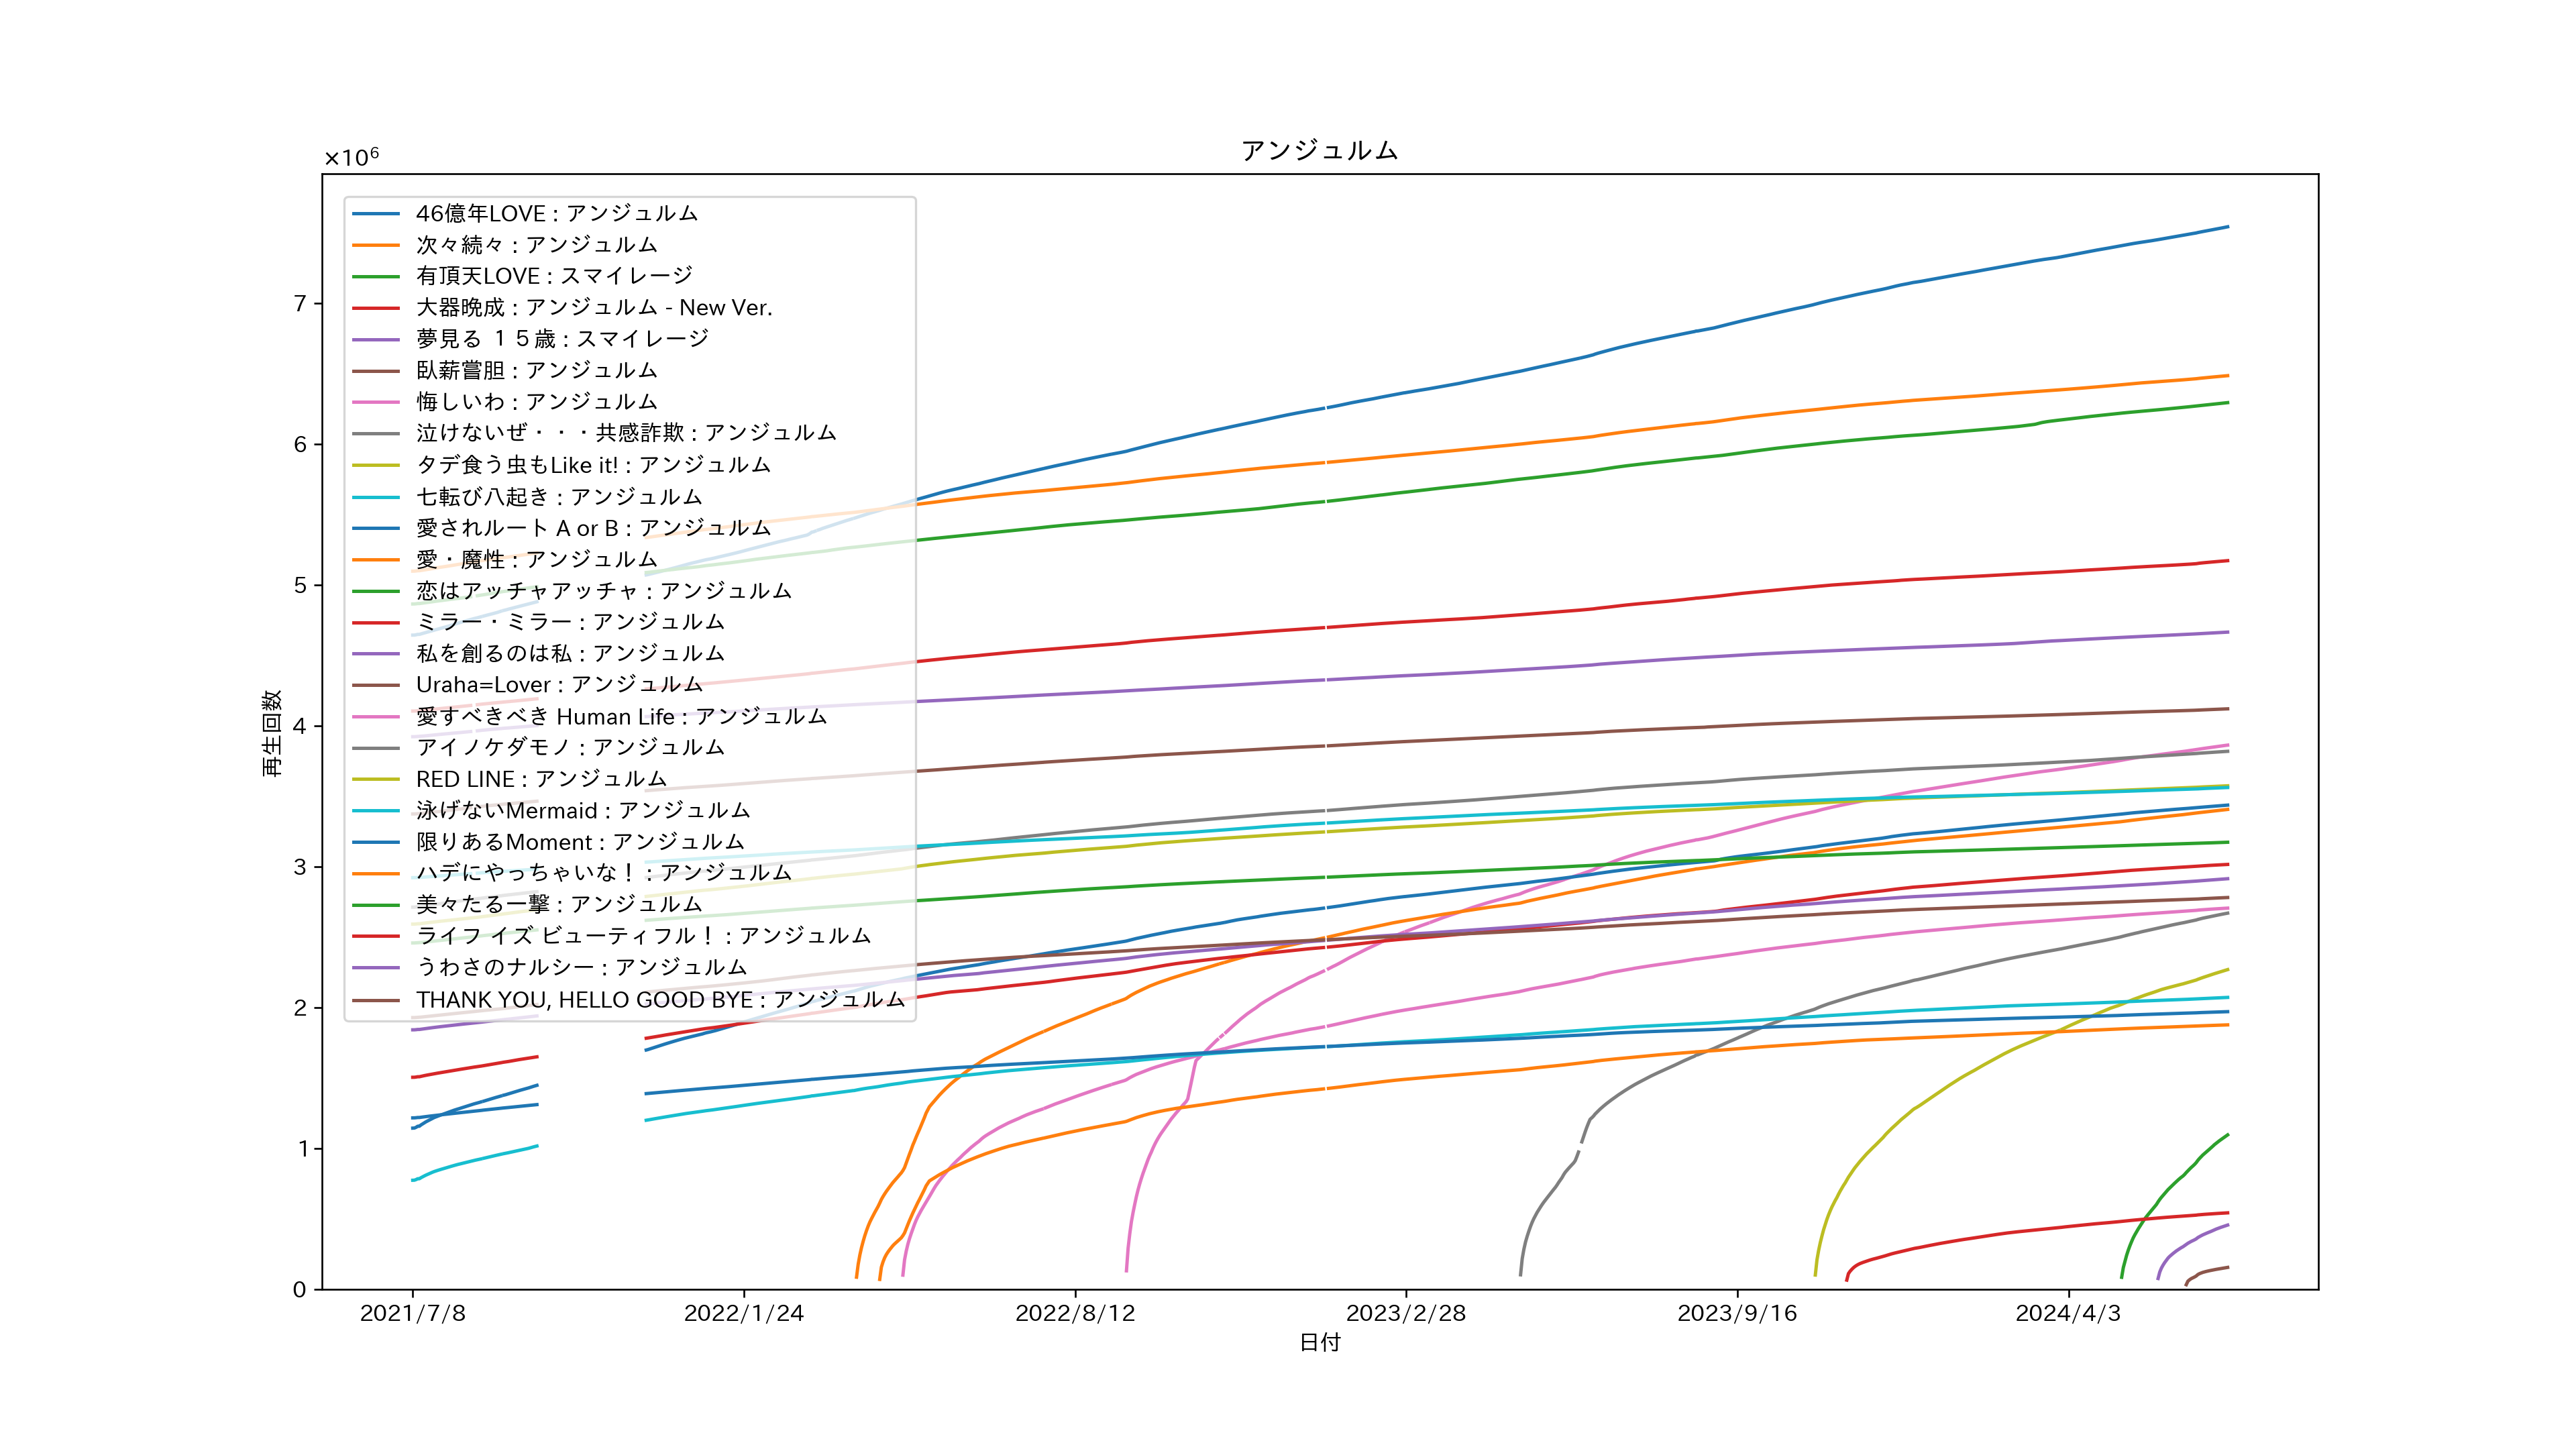 アンジュルム
×10⁶
再生回数
7
6
5
4
3
2
1
0
46億年LOVE : アンジュルム
次々続々 : アンジュルム
有頂天LOVE : スマイレージ
大器晩成 : アンジュルム - New Ver.
夢見る １５歳 : スマイレージ
臥薪嘗胆 : アンジュルム
悔しいわ : アンジュルム
泣けないぜ・・・共感詐欺 : アンジュルム
タデ食う虫もLike it! : アンジュルム
七転び八起き : アンジュルム
愛されルート A or B : アンジュルム
愛・魔性 : アンジュルム
恋はアッチャアッチャ : アンジュルム
ミラー・ミラー : アンジュルム
私を創るのは私 : アンジュルム
Uraha=Lover : アンジュルム
愛すべきべき Human Life : アンジュルム
アイノケダモノ : アンジュルム
RED LINE : アンジュルム
泳げないMermaid : アンジュルム
限りあるMoment : アンジュルム
ハデにやっちゃいな！ : アンジュルム
美々たる一撃 : アンジュルム
ライフ イズ ビューティフル！ : アンジュルム
うわさのナルシー : アンジュルム
THANK YOU, HELLO GOOD BYE : アンジュルム
2021/7/8
2022/1/24
2022/8/12
2023/2/28
2023/9/16
2024/4/3
日付